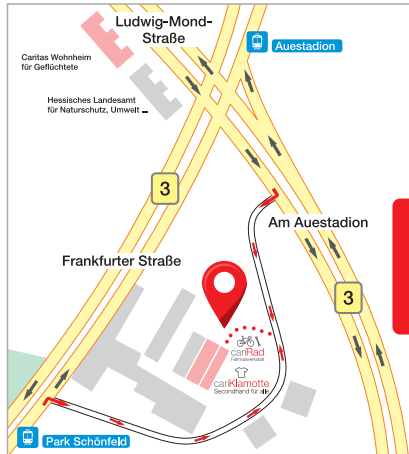 Ludwig-Mond-
Straße
Auestadion
Caritas Wohnheim
für Geflüchtete
Hessisches Landesamt
für Naturschutz, Umwelt
3
Am Auestadion
Frankfurter Straße
3
cariRad
Fahrradwerkstatt
cariKlamotte
Secondhand für alle
Park Schönfeld